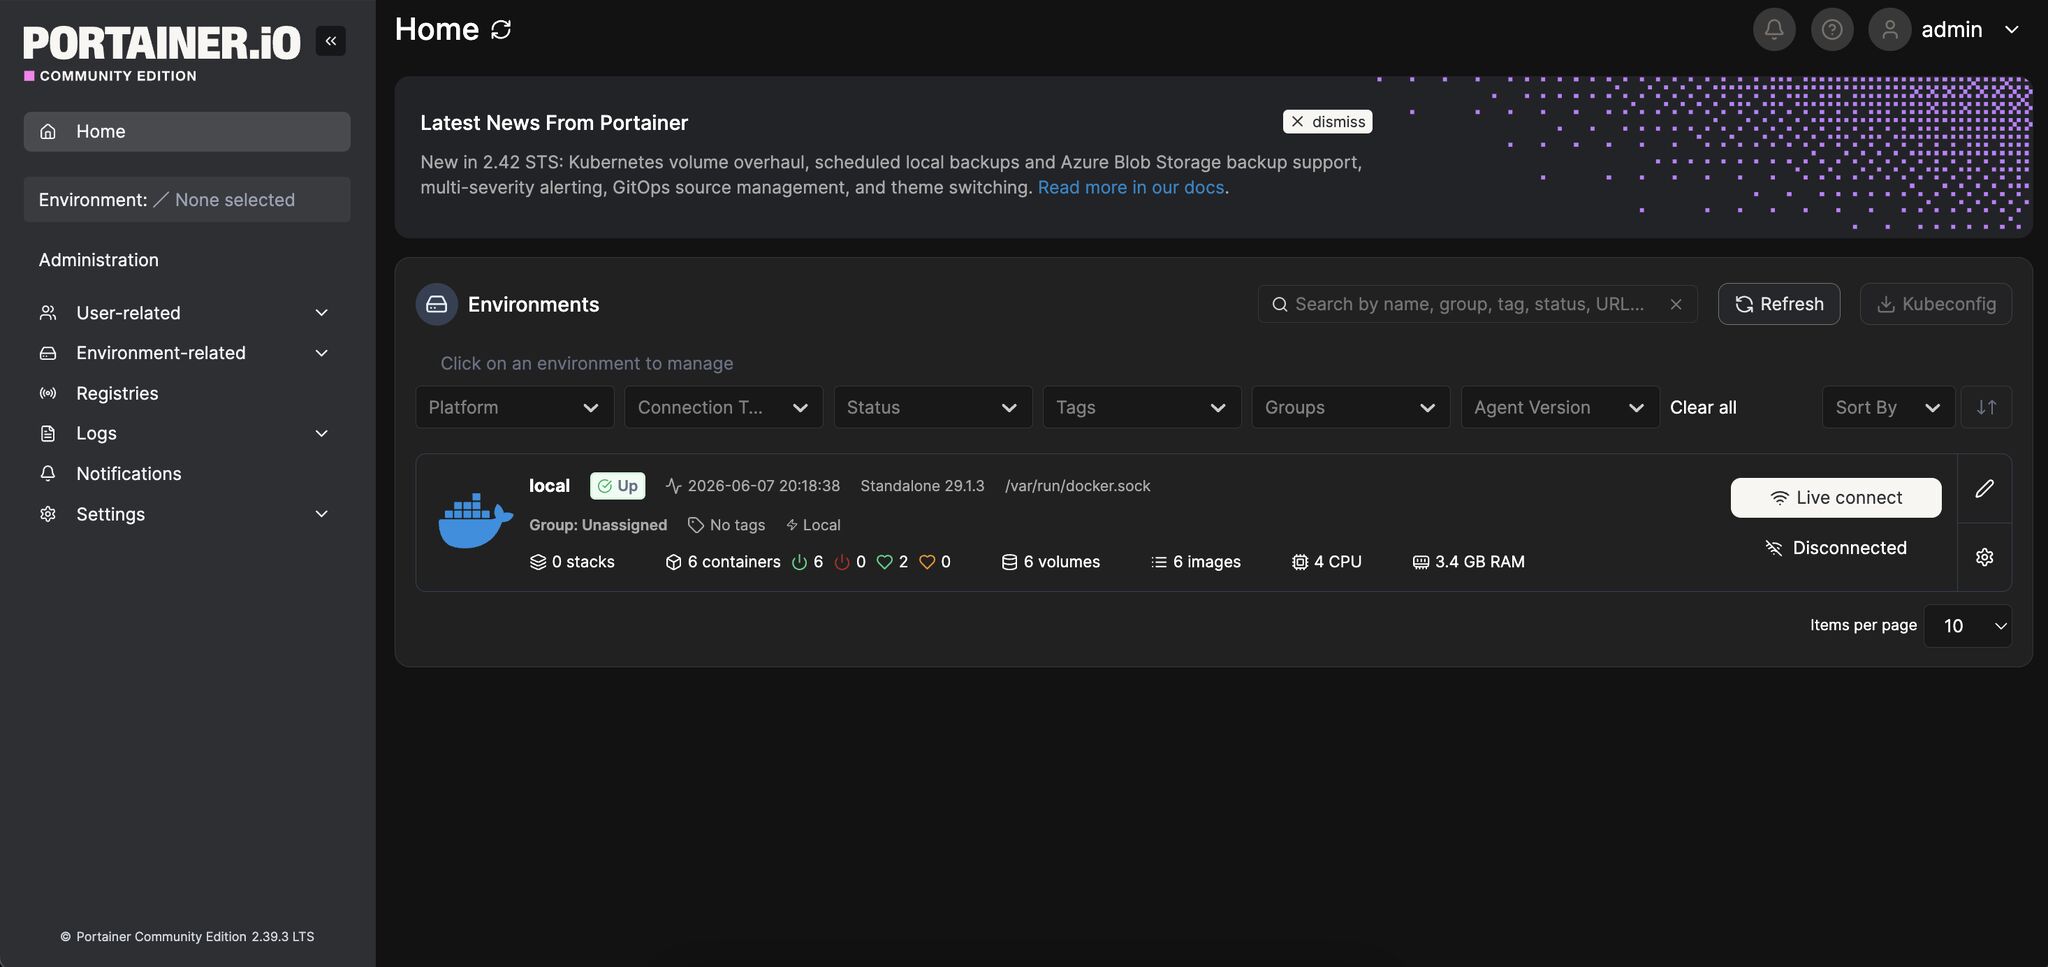 PORTAINER.iO
COMMUNITY EDITION
Home
Environment: None selected
Administration
User-related
Environment-related
Registries
Logs
Notifications
Settings
© Portainer Community Edition 2.39.3 LTS
Home
admin
Latest News From Portainer
dismiss
New in 2.42 STS: Kubernetes volume overhaul, scheduled local backups and Azure Blob Storage backup support,
multi-severity alerting, GitOps source management, and theme switching. Read more in our docs.
Environments
Search by name, group, tag, status, URL...
Refresh
Kubeconfig
Click on an environment to manage
Platform
Connection T...
Status
Tags
Groups
Agent Version
Clear all
Sort By
local Up 2026-06-07 20:18:38 Standalone 29.1.3 /var/run/docker.sock
Group: Unassigned No tags Local
0 stacks 6 containers 6 0 2 0 6 volumes 6 images 4 CPU 3.4 GB RAM
Live connect
Disconnected
Items per page 10